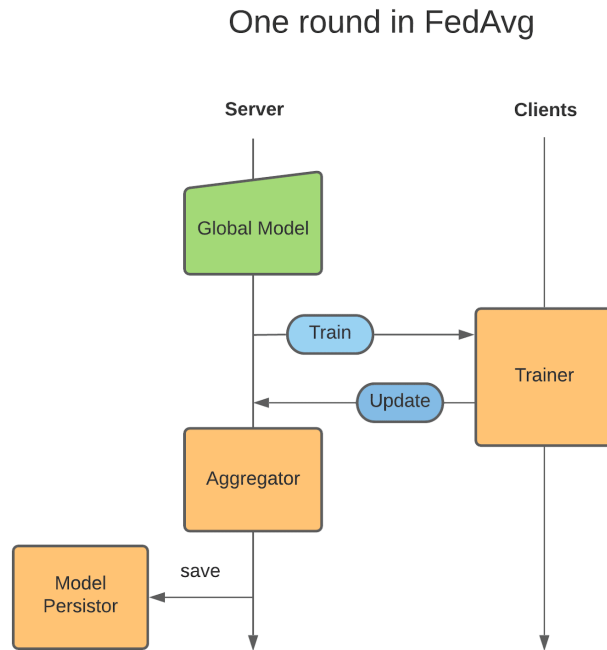 One round in FedAvg
Server
Clients
Global Model
Train
Trainer
Update
Aggregator
save
Model
Persistor